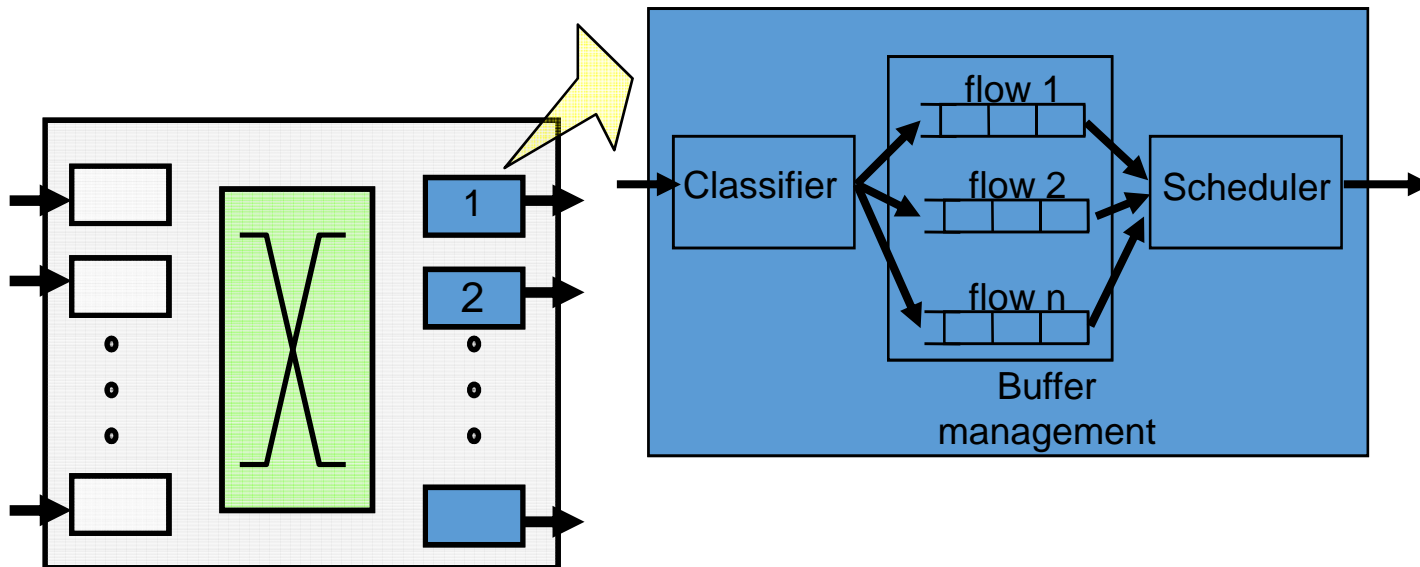 1
2
flow 1
Classifier
flow 2
Scheduler
flow n
Buffer
management